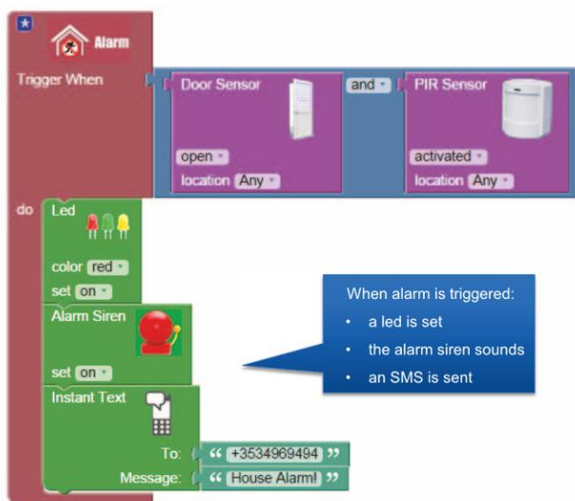 Alarm
Trigger When
Door Sensor
open
location Any
and
PIR Sensor
activated
location Any
do
Led
color red
set on
Alarm Siren
set on
Instant Text
To: “ +3534969494 ”
Message: “ House Alarm! ”
When alarm is triggered:
• a led is set
• the alarm siren sounds
• an SMS is sent